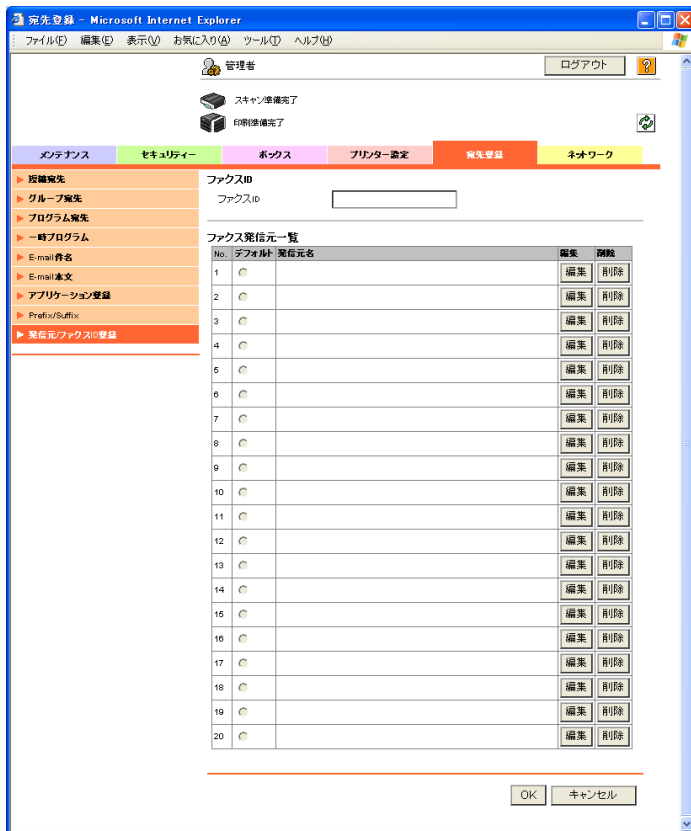 宛先登録 - Microsoft Internet Explorer
ファイル(F) 編集(E) 表示(V) お気に入り(A) ツール(T) ヘルプ(H)
管理者 ログアウト ?
スキャン準備完了
印刷準備完了
メンテナンス セキュリティー ボックス プリンター設定 宛先登録 ネットワーク
短縮宛先
グループ宛先
プログラム宛先
一時プログラム
E-mail件名
E-mail本文
アプリケーション登録
Prefix/Suffix
発信元/ファクスID登録
ファクスID
ファクスID
ファクス発信元一覧
No. デフォルト 発信元名 編集 削除
1 編集 削除
2 編集 削除
3 編集 削除
4 編集 削除
5 編集 削除
6 編集 削除
7 編集 削除
8 編集 削除
9 編集 削除
10 編集 削除
11 編集 削除
12 編集 削除
13 編集 削除
14 編集 削除
15 編集 削除
16 編集 削除
17 編集 削除
18 編集 削除
19 編集 削除
20 編集 削除
OK キャンセル